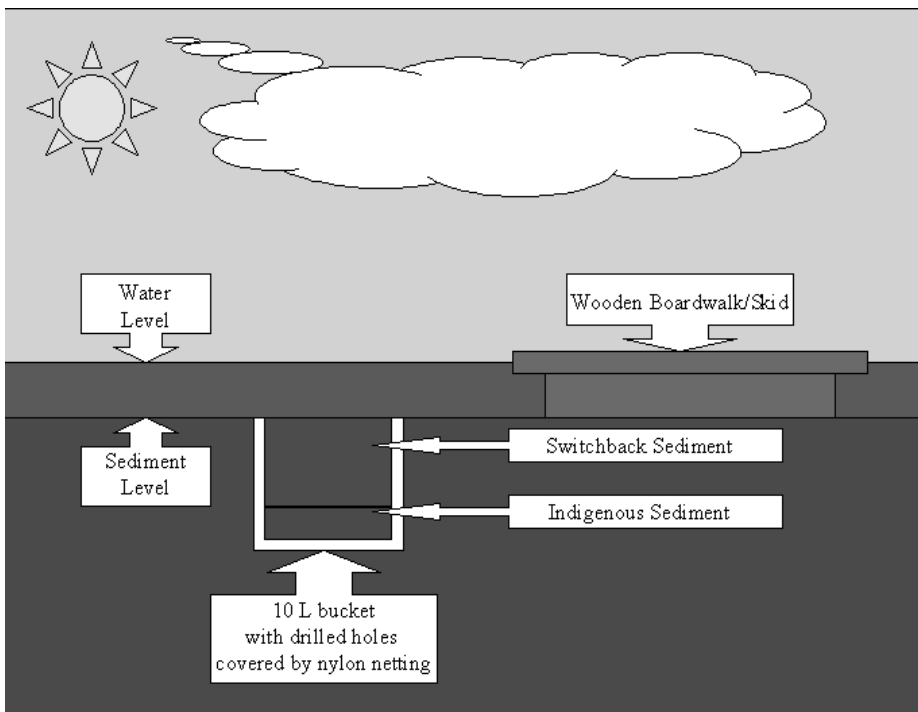 Water
Level
Wooden Boardwalk/Skid
Sediment
Level
Switchback Sediment
Indigenous Sediment
10 L bucket
with drilled holes
covered by nylon netting